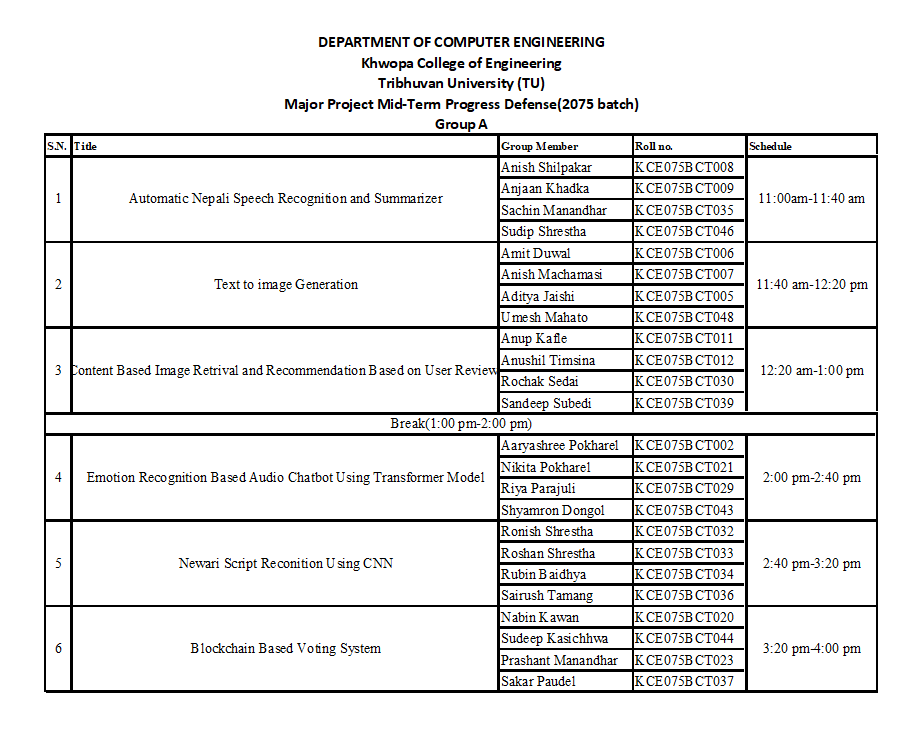 DEPARTMENT OF COMPUTER ENGINEERING
Khwopa College of Engineering
Tribhuvan University (TU)
Major Project Mid-Term Progress Defense(2075 batch)
Group A
S.N. Title Group Member Roll no. Schedule
1 Automatic Nepali Speech Recognition and Summarizer 11:00am-11:40 am
Anish Shilpakar KCE075BCT008
Anjaan Khadka KCE075BCT009
Sachin Manandhar KCE075BCT035
Sudip Shrestha KCE075BCT046
2 Text to image Generation 11:40 am-12:20 pm
Amit Duwal KCE075BCT006
Anish Machamasi KCE075BCT007
Aditya Jaishi KCE075BCT005
Umesh Mahato KCE075BCT048
3 Content Based Image Retrival and Recommendation Based on User Review 12:20 am-1:00 pm
Anup Kafle KCE075BCT011
Anushil Timsina KCE075BCT012
Rochak Sedai KCE075BCT030
Sandeep Subedi KCE075BCT039
Break(1:00 pm-2:00 pm)
4 Emotion Recognition Based Audio Chatbot Using Transformer Model 2:00 pm-2:40 pm
Aaryashree Pokharel KCE075BCT002
Nikita Pokharel KCE075BCT021
Riya Parajuli KCE075BCT029
Shyamron Dongol KCE075BCT043
5 Newari Script Reconition Using CNN 2:40 pm-3:20 pm
Ronish Shrestha KCE075BCT032
Roshan Shrestha KCE075BCT033
Rubin Baidhya KCE075BCT034
Sairush Tamang KCE075BCT036
6 Blockchain Based Voting System 3:20 pm-4:00 pm
Nabin Kawan KCE075BCT020
Sudeep Kasichhwa KCE075BCT044
Prashant Manandhar KCE075BCT023
Sakar Paudel KCE075BCT037